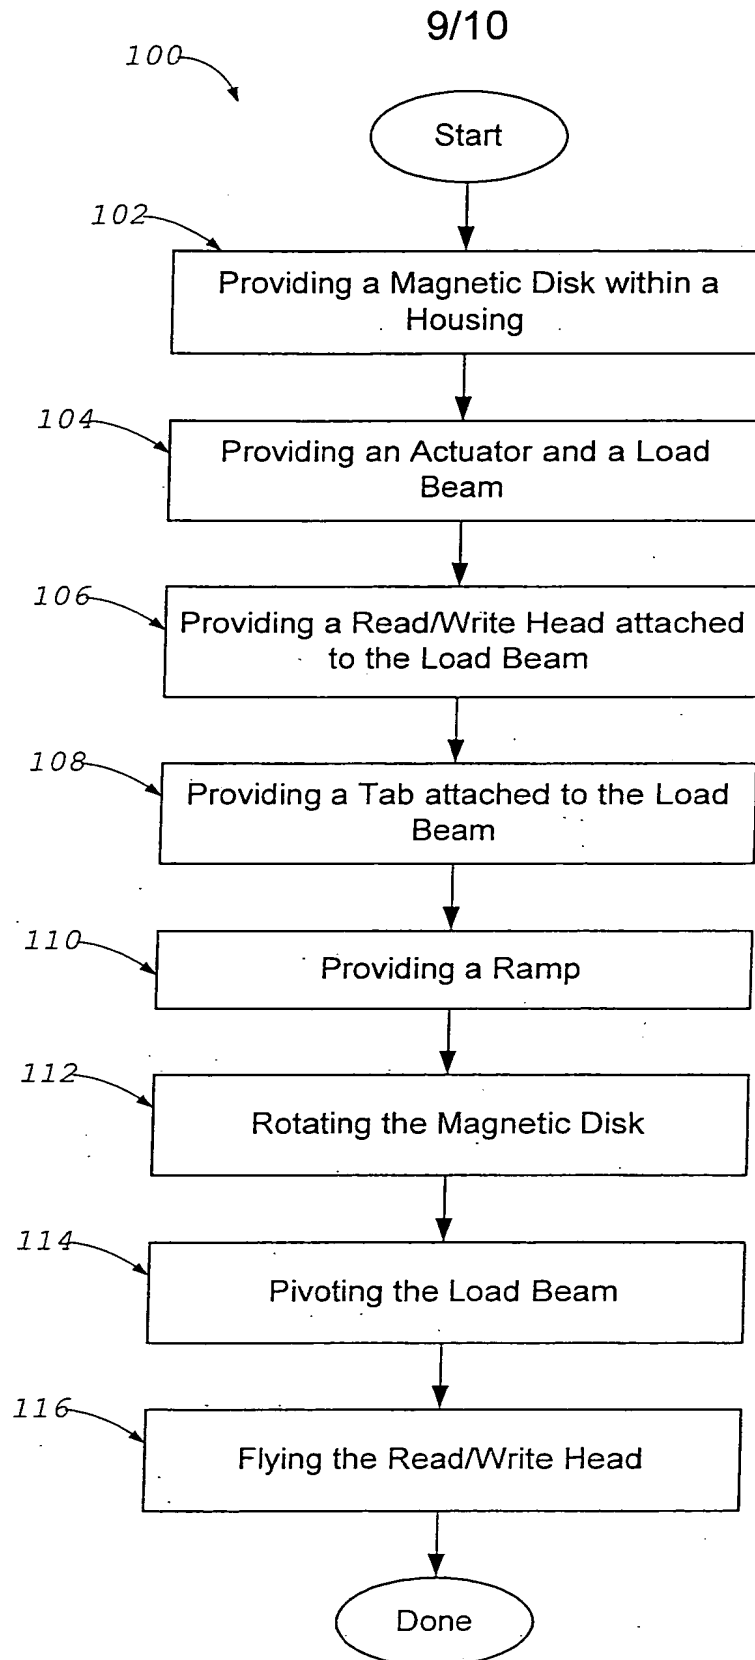 9/10
100
Start
102
Providing a Magnetic Disk within a
Housing
104
Providing an Actuator and a Load
Beam
106
Providing a Read/Write Head attached
to the Load Beam
108
Providing a Tab attached to the Load
Beam
110
Providing a Ramp
112
Rotating the Magnetic Disk
114
Pivoting the Load Beam
116
Flying the Read/Write Head
Done